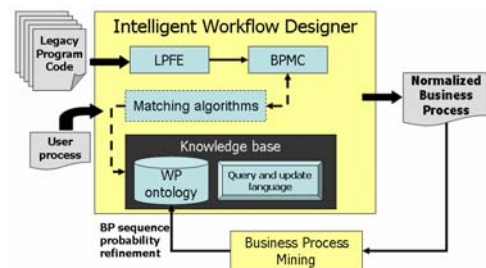 Intelligent Workflow Designer
Legacy
Program
Code
LPFE
BPMC
Normalized
Business
Process
Matching algorithms
User
process
Knowledge base
WP
ontology
Query and update
language
BP sequence
probability
refinement
Business Process
Mining